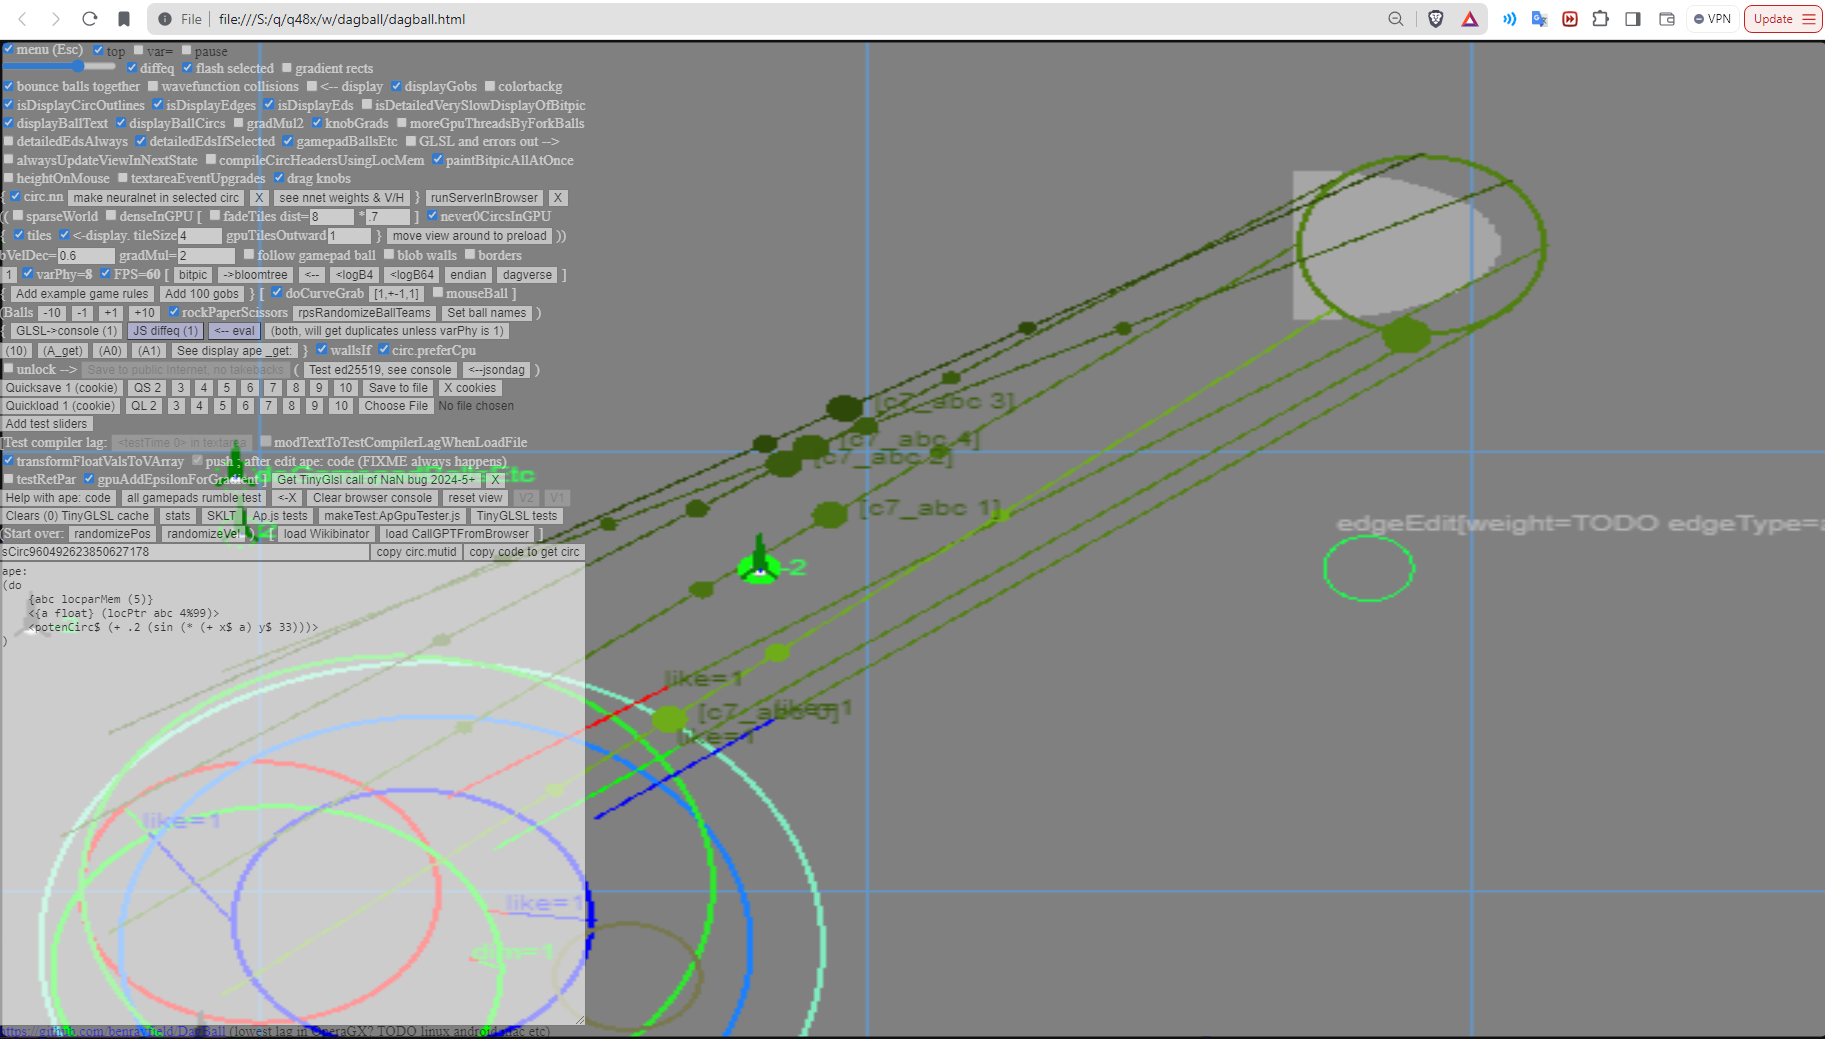 File file:///S:/q/q48x/w/dagball/dagball.html VPN Update
menu (Esc) top var= pause
diffeq flash selected gradient rects
bounce balls together wavefunction collisions <-- display displayGobs colorbackg
isDisplayCircOutlines isDisplayEdges isDisplayEds isDetailedVerySlowDisplayOfBitpic
displayBallText displayBallCircs gradMul2 knobGrads moreGpuThreadsByForkBalls
detailedEdsAlways detailedEdsIfSelected gamepadBallsEtc GLSL and errors out -->
alwaysUpdateViewInNextState compileCircHeadersUsingLocMem paintBitpicAllAtOnce
heightOnMouse textareaEventUpgrades drag knobs
{ circ.nn make neuralnet in selected circ X see nnet weights & V/H } runServerInBrowser X
(( sparseWorld denseInGPU [ fadeTiles dist= 8 * .7 ] never0CircsInGPU
{ tiles <-display. tileSize 4 gpuTilesOutward 1 } move view around to preload ))
bVelDec= 0.6 gradMul= 2 follow gamepad ball blob walls borders
1 varPhy=8 FPS=60 [ bitpic ->bloomtree <-- <logB4 <logB64 endian dagverse ]
{ Add example game rules Add 100 gobs } [ doCurveGrab [1,+-1,1] mouseBall ]
(Balls -10 -1 +1 +10 rockPaperScissors rpsRandomizeBallTeams Set ball names )
{ GLSL->console (1) JS diffeq (1) <-- eval (both, will get duplicates unless varPhy is 1)
(10) (A_get) (A0) (A1) See display ape _get: } wallsIf circ.preferCpu
unlock --> Save to public internet, no takebacks ( Test ed25519, see console <--jsondag )
Quicksave 1 (cookie) QS 2 3 4 5 6 7 8 9 10 Save to file X cookies
Quickload 1 (cookie) QL 2 3 4 5 6 7 8 9 10 Choose File No file chosen
Add test sliders
[Test compiler lag: <testTime 0> in textarea modTextToTestCompilerLagWhenLoadFile
transformFloatValsToVArray push ; after edit ape: code (FIXME always happens)
testRetPar gpuAddEpsilonForGradient ] Get TinyGlsl call of NaN bug 2024-5+ X
Help with ape: code all gamepads rumble test <-X Clear browser console reset view V2 V1
Clears (0) TinyGLSL cache stats SKLT Ap.js tests makeTest:ApGpuTester.js TinyGLSL tests
(Start over: randomizePos randomizeVel ) [ load Wikibinator load CallGPTFromBrowser ]
sCirc960492623850627178 copy circ.mutid copy code to get circ
ape:
(do
{abc locparMem (5)}
<{a float} (locPtr abc 4%99)>
<potenCirc$ (+ .2 (sin (* (+ x$ a) y$ 33)))>
)
[c7_abc 3]
[c7_abc 4]
[c7_abc 2]
[c7_abc 1]
edgeEdit[weight=TODO edgeType=a
-2
like=1
[c7_abc 0]
like=1
like=1
like=1
like=1
dim=1
https://github.com/benrayfield/DagBall (lowest lag in OperaGX? TODO linux android mac etc)